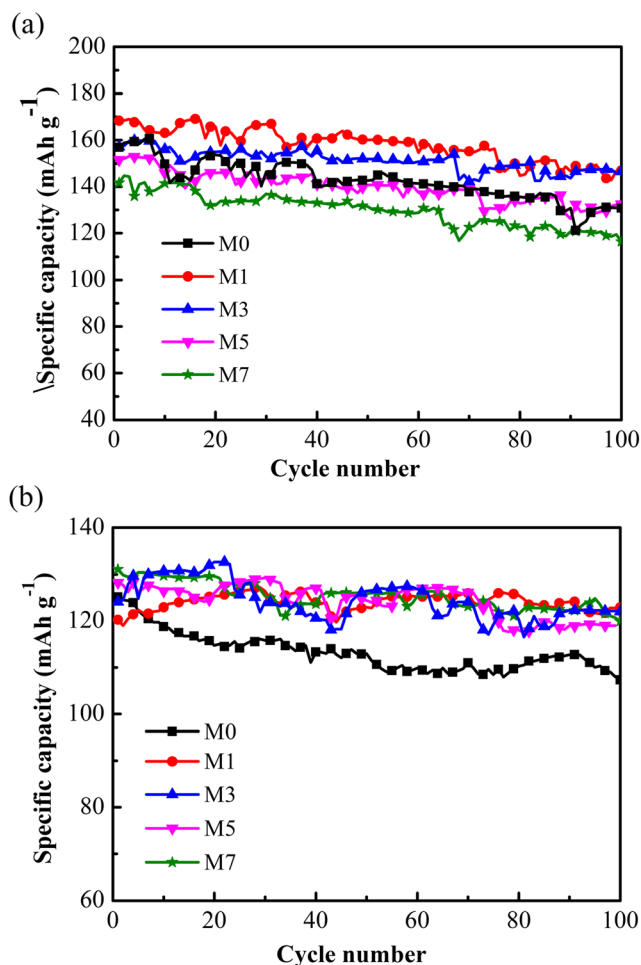 (a)
200
180
160
140
120
100
80
60
40
\Specific capacity (mAh g⁻¹)
M0
M1
M3
M5
M7
0 20 40 60 80 100
Cycle number
(b)
140
120
100
80
60
Specific capacity (mAh g⁻¹)
M0
M1
M3
M5
M7
0 20 40 60 80 100
Cycle number